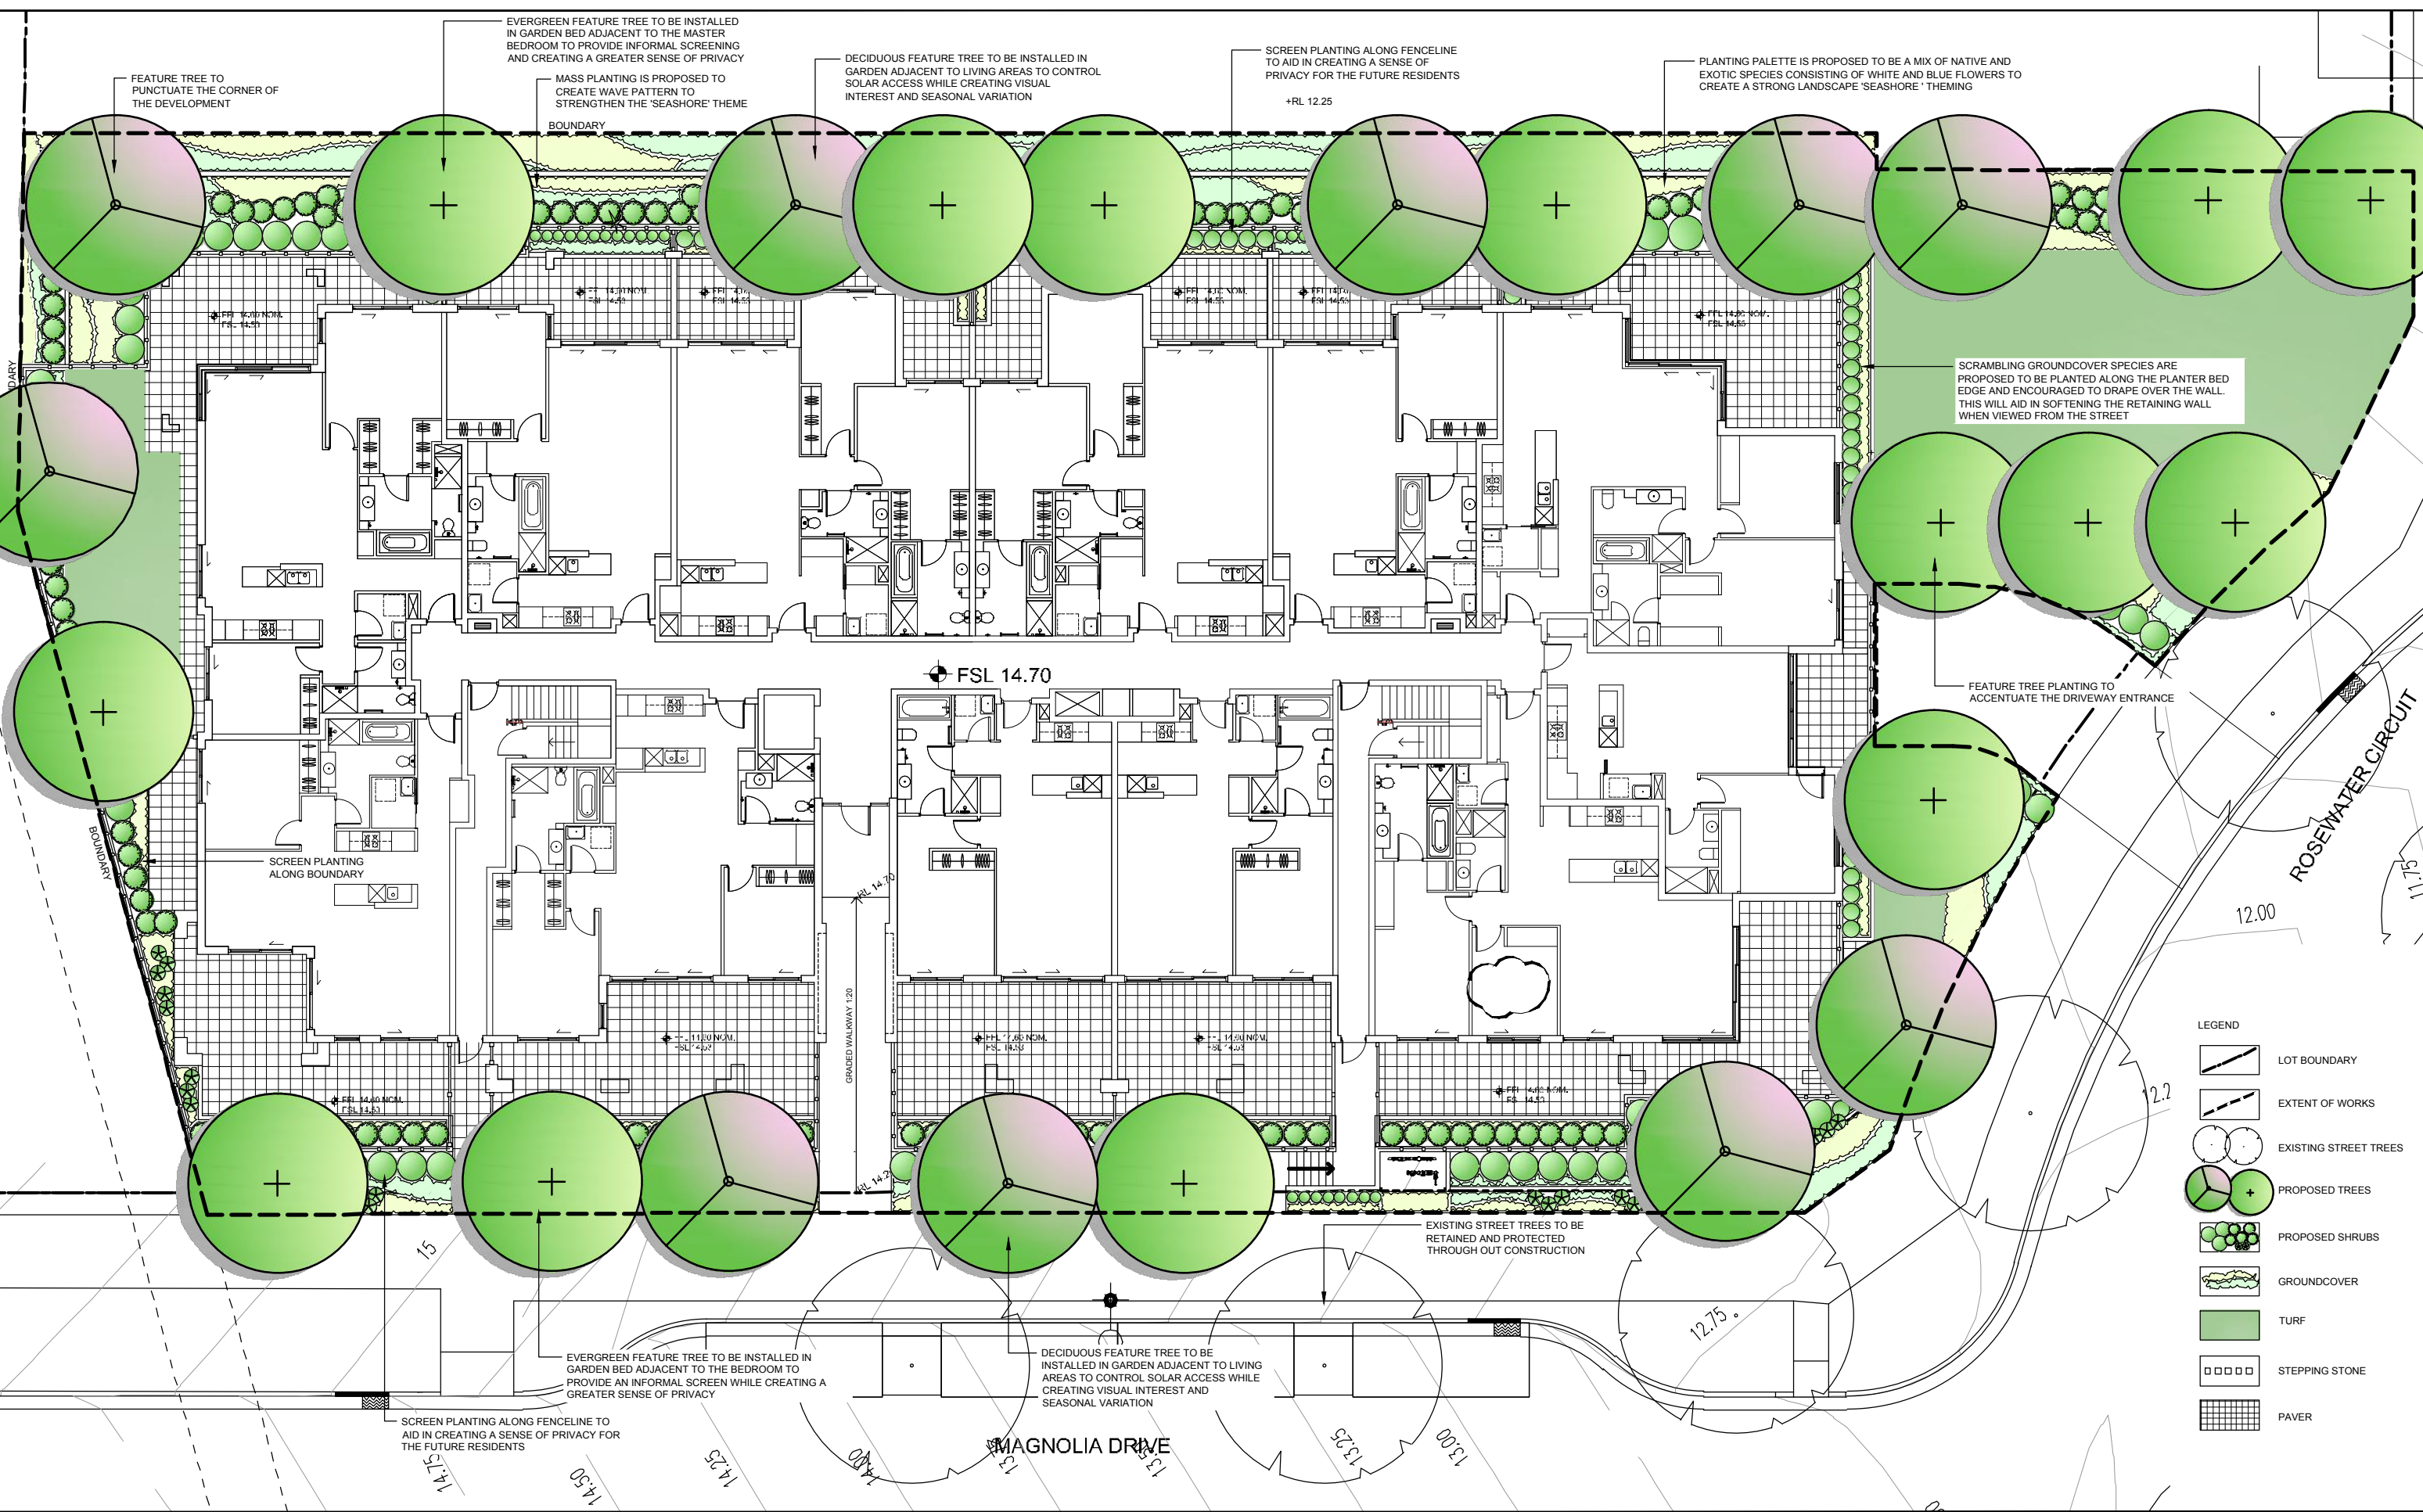 EVERGREEN FEATURE TREE TO BE INSTALLED
IN GARDEN BED ADJACENT TO THE MASTER
BEDROOM TO PROVIDE INFORMAL SCREENING
AND CREATING A GREATER SENSE OF PRIVACY
FEATURE TREE TO
PUNCTUATE THE CORNER OF
THE DEVELOPMENT
MASS PLANTING IS PROPOSED TO
CREATE WAVE PATTERN TO
STRENGTHEN THE 'SEASHORE' THEME
BOUNDARY
DECIDUOUS FEATURE TREE TO BE INSTALLED IN
GARDEN ADJACENT TO LIVING AREAS TO CONTROL
SOLAR ACCESS WHILE CREATING VISUAL
INTEREST AND SEASONAL VARIATION
SCREEN PLANTING ALONG FENCELINE
TO AID IN CREATING A SENSE OF
PRIVACY FOR THE FUTURE RESIDENTS
+RL 12.25
PLANTING PALETTE IS PROPOSED TO BE A MIX OF NATIVE AND
EXOTIC SPECIES CONSISTING OF WHITE AND BLUE FLOWERS TO
CREATE A STRONG LANDSCAPE 'SEASHORE ' THEMING
SCRAMBLING GROUNDCOVER SPECIES ARE
PROPOSED TO BE PLANTED ALONG THE PLANTER BED
EDGE AND ENCOURAGED TO DRAPE OVER THE WALL.
THIS WILL AID IN SOFTENING THE RETAINING WALL
WHEN VIEWED FROM THE STREET
FSL 14.70
FEATURE TREE PLANTING TO
ACCENTUATE THE DRIVEWAY ENTRANCE
ROSEWATER CIRCUIT
BOUNDARY
SCREEN PLANTING
ALONG BOUNDARY
RL 14.70
GRADED WALKWAY 1:20
11.75
12.00
12.2
LEGEND
LOT BOUNDARY
EXTENT OF WORKS
EXISTING STREET TREES
PROPOSED TREES
PROPOSED SHRUBS
GROUNDCOVER
TURF
STEPPING STONE
PAVER
EXISTING STREET TREES TO BE
RETAINED AND PROTECTED
THROUGH OUT CONSTRUCTION
15
12.75
EVERGREEN FEATURE TREE TO BE INSTALLED IN
GARDEN BED ADJACENT TO THE BEDROOM TO
PROVIDE AN INFORMAL SCREEN WHILE CREATING A
GREATER SENSE OF PRIVACY
DECIDUOUS FEATURE TREE TO BE
INSTALLED IN GARDEN ADJACENT TO LIVING
AREAS TO CONTROL SOLAR ACCESS WHILE
CREATING VISUAL INTEREST AND
SEASONAL VARIATION
SCREEN PLANTING ALONG FENCELINE TO
AID IN CREATING A SENSE OF PRIVACY FOR
THE FUTURE RESIDENTS
MAGNOLIA DRIVE
14.75
14.50
14.25
14.00
13.25
13.00